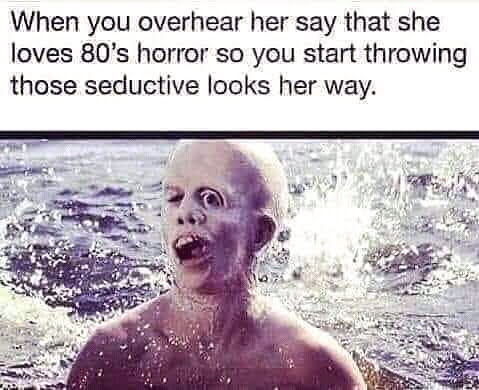 When you overhear her say that she
loves 80's horror so you start throwing
those seductive looks her way.